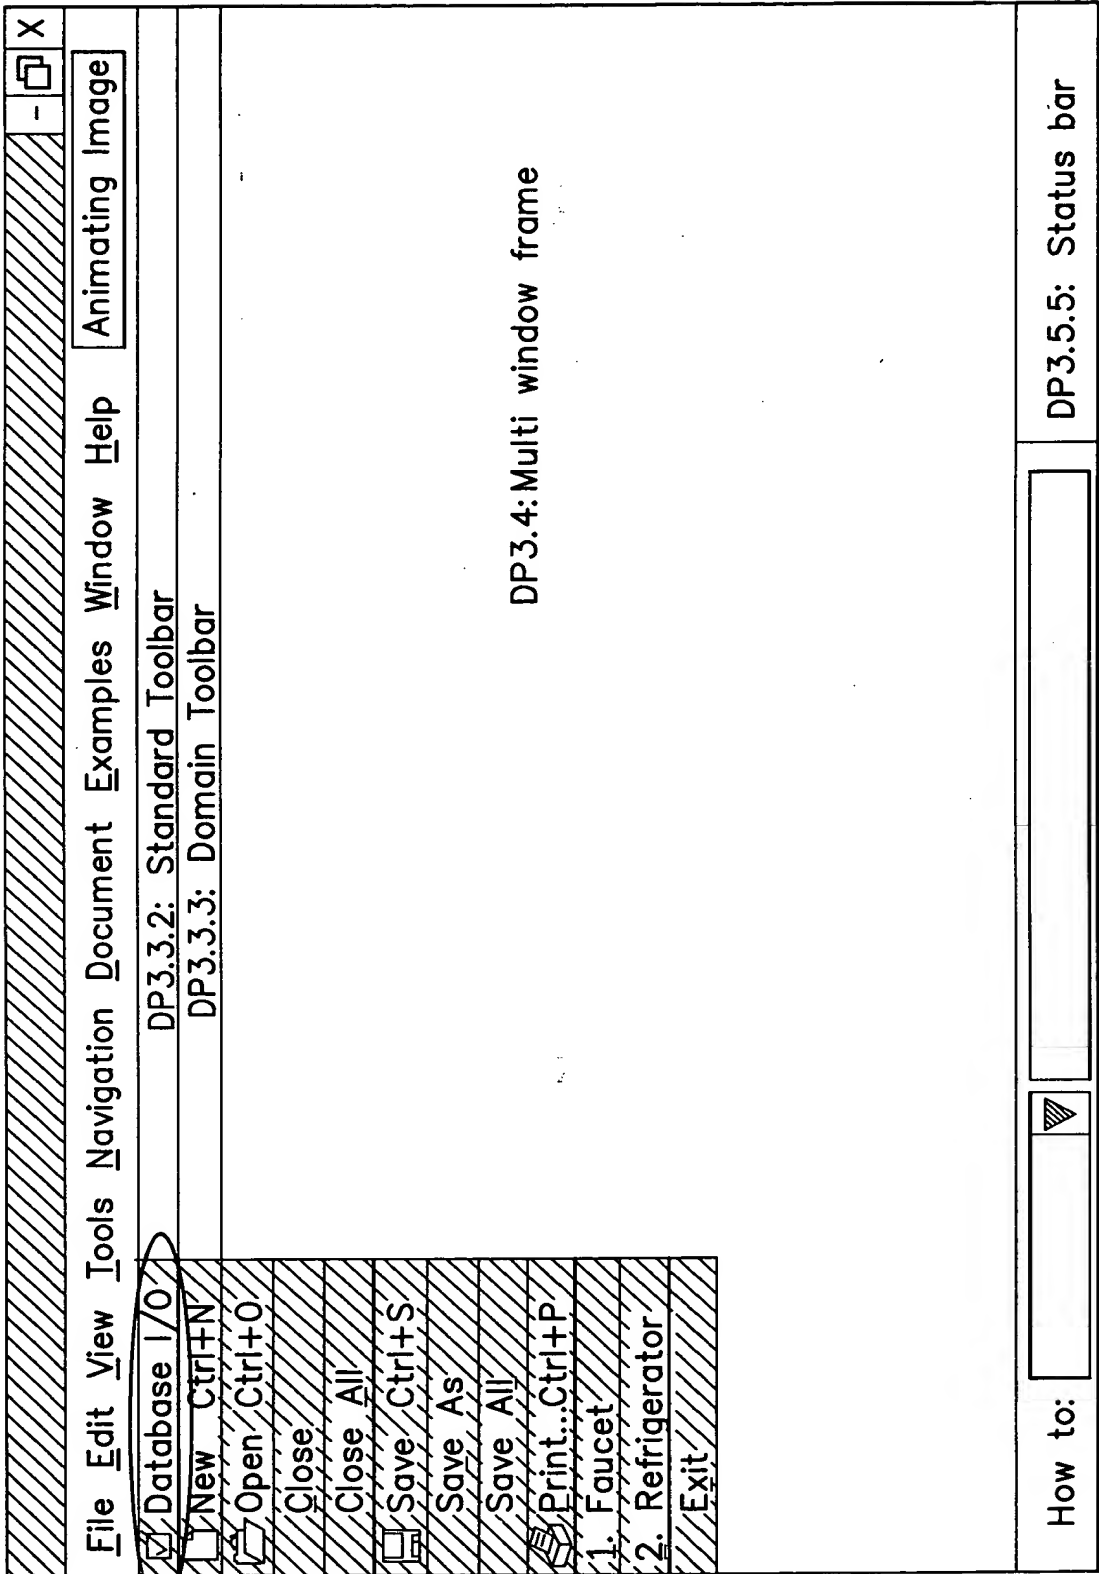 - X
File Edit View Tools Navigation Document Examples Window Help Animating Image
Database I/O
DP3.3.2: Standard Toolbar
New Ctrl+N
DP3.3.3: Domain Toolbar
Open Ctrl+O
Close
Close All
Save Ctrl+S
Save As
Save All
Print...Ctrl+P
1. Faucet
2. Refrigerator
Exit
DP3.4:Multi window frame
How to:
DP3.5.5: Status bar